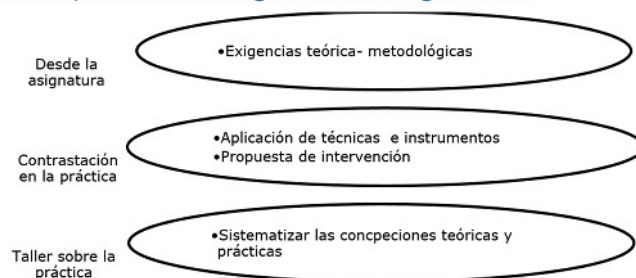 •Exigencias teórica- metodológicas
Desde la
asignatura
•Aplicación de técnicas e instrumentos
•Propuesta de intervención
Contrastación
en la práctica
•Sistematizar las concpeciones teóricas y
prácticas
Taller sobre la
práctica